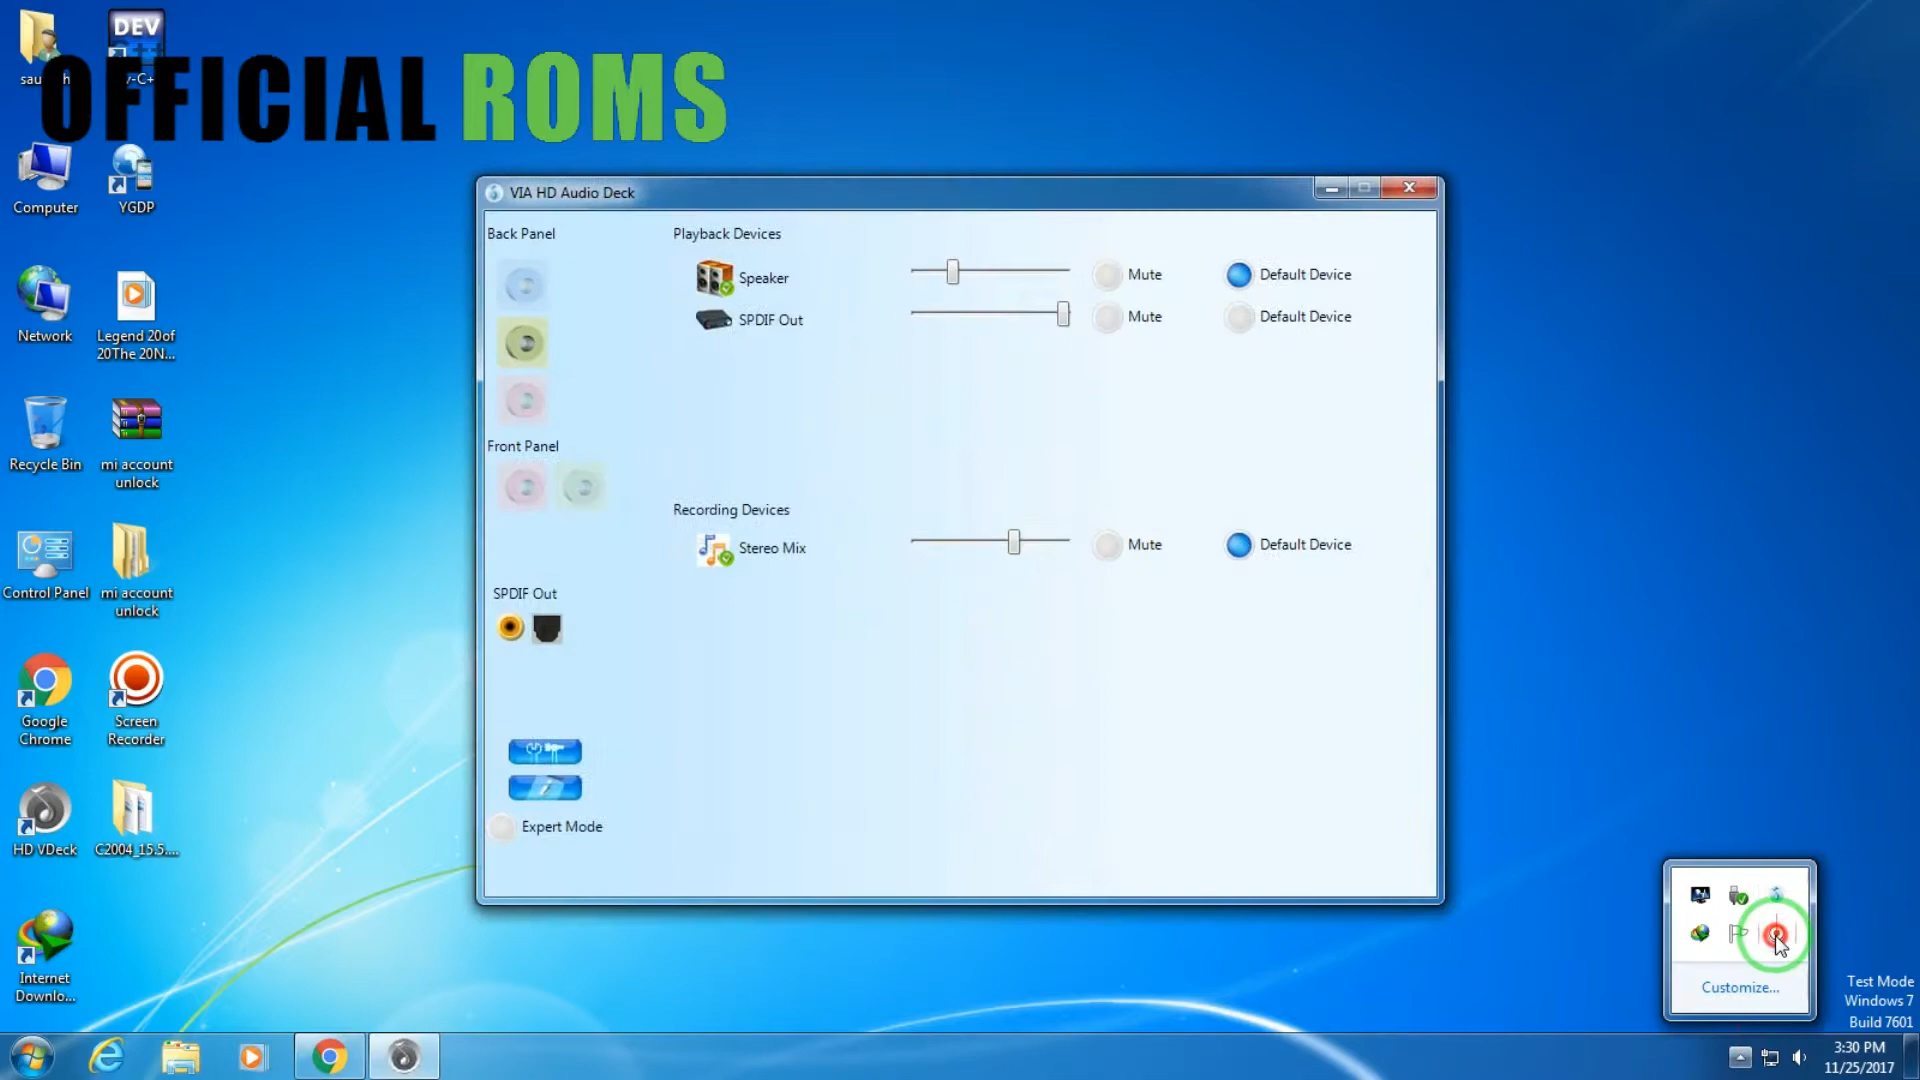 DEV
OFFICIAL ROMS
Computer
YGDP
Network
Legend 20of
20The 20N...
Recycle Bin
mi account
unlock
Control Panel
mi account
unlock
Google
Chrome
Screen
Recorder
HD VDeck
C2004_15.5....
Internet
Downlo...
VIA HD Audio Deck
Back Panel
Playback Devices
Speaker
Mute
Default Device
SPDIF Out
Mute
Default Device
Front Panel
Recording Devices
Stereo Mix
Mute
Default Device
SPDIF Out
Expert Mode
Customize...
Test Mode
Windows 7
Build 7601
3:30 PM
11/25/2017